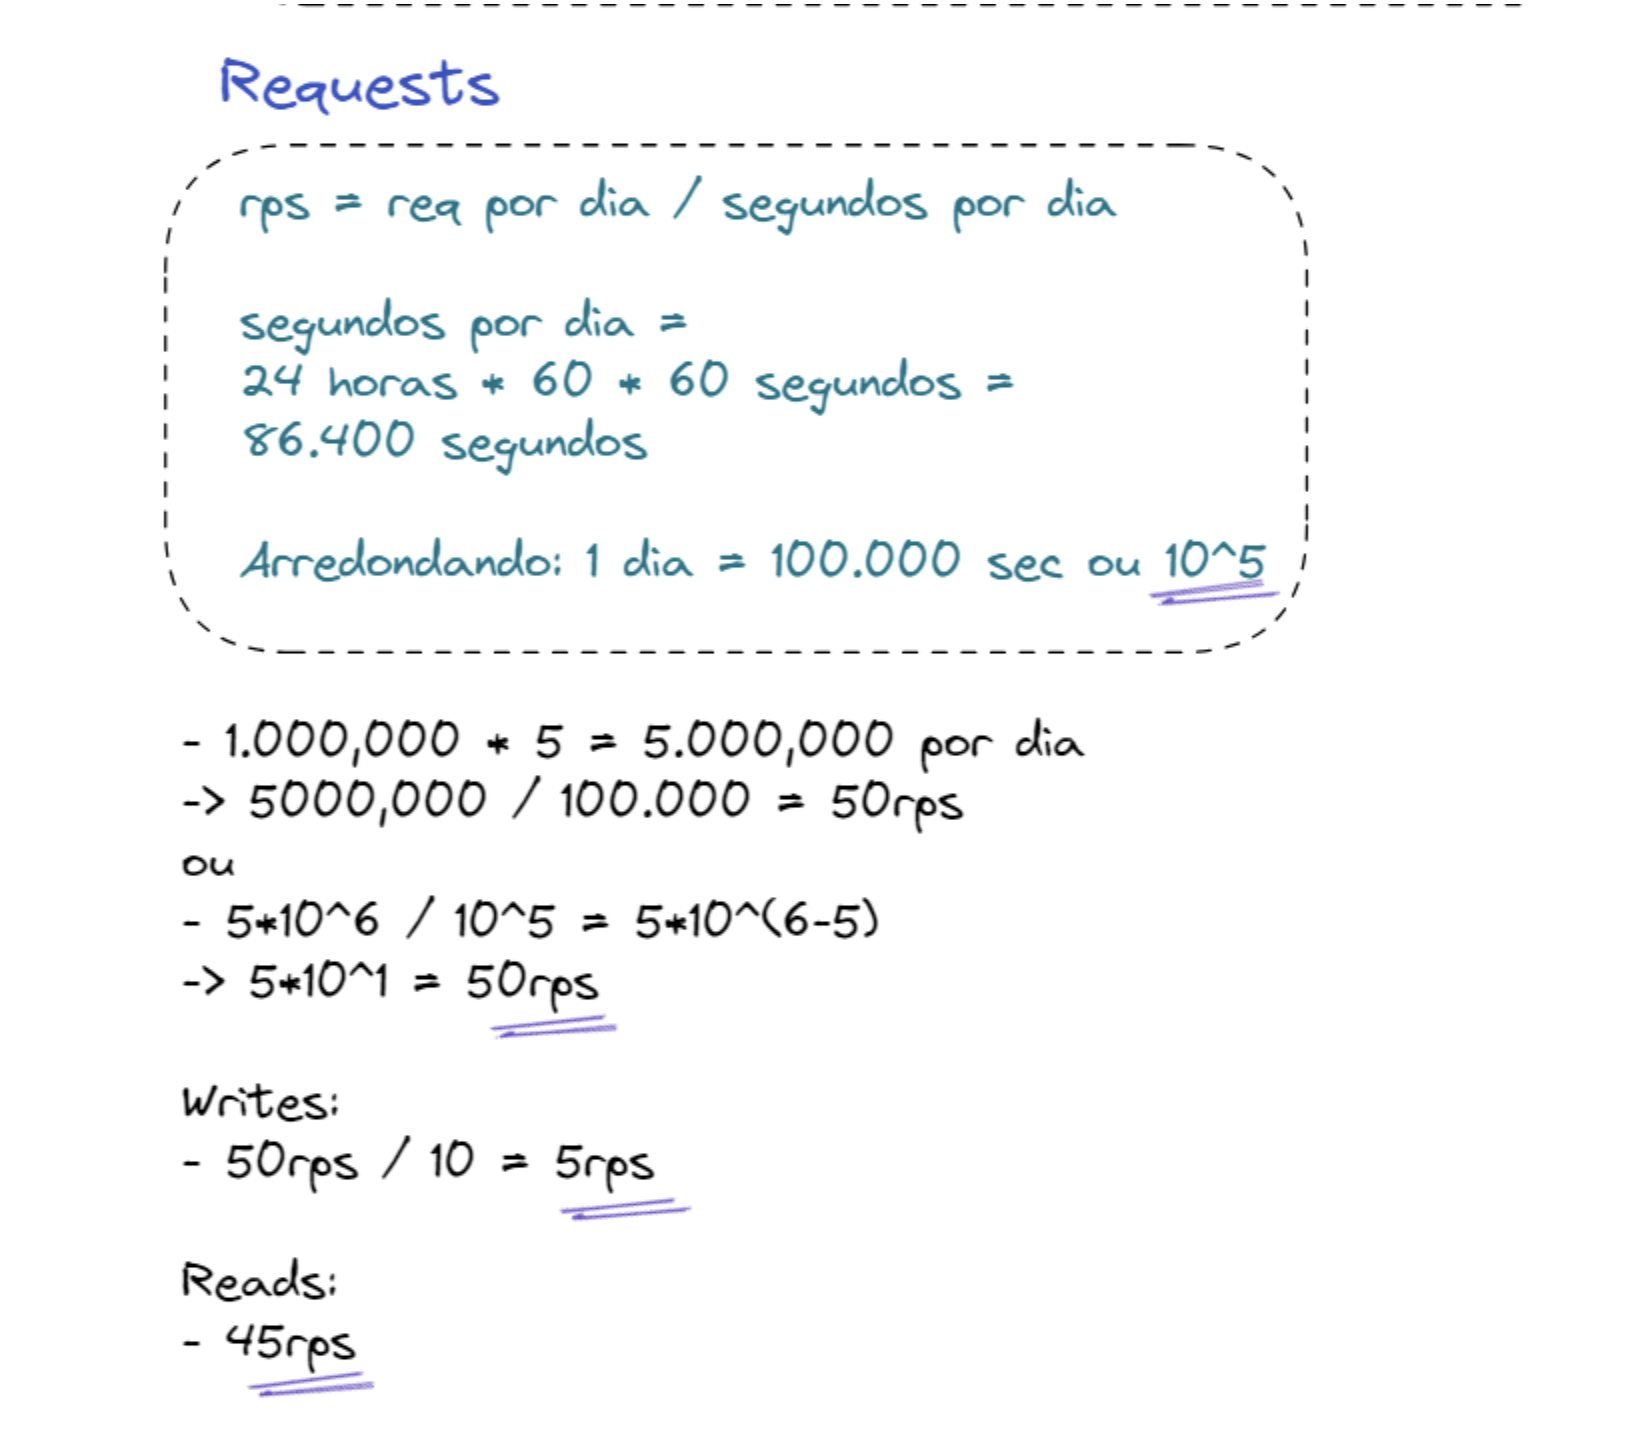 Requests
rps = req por dia / segundos por dia
segundos por dia =
24 horas * 60 * 60 segundos =
86.400 segundos
Arredondando: 1 dia = 100.000 sec ou 10^5
- 1.000,000 * 5 = 5.000,000 por dia
-> 5000,000 / 100.000 = 50rps
ou
- 5*10^6 / 10^5 = 5*10^(6-5)
-> 5*10^1 = 50rps
Writes:
- 50rps / 10 = 5rps
Reads:
- 45rps